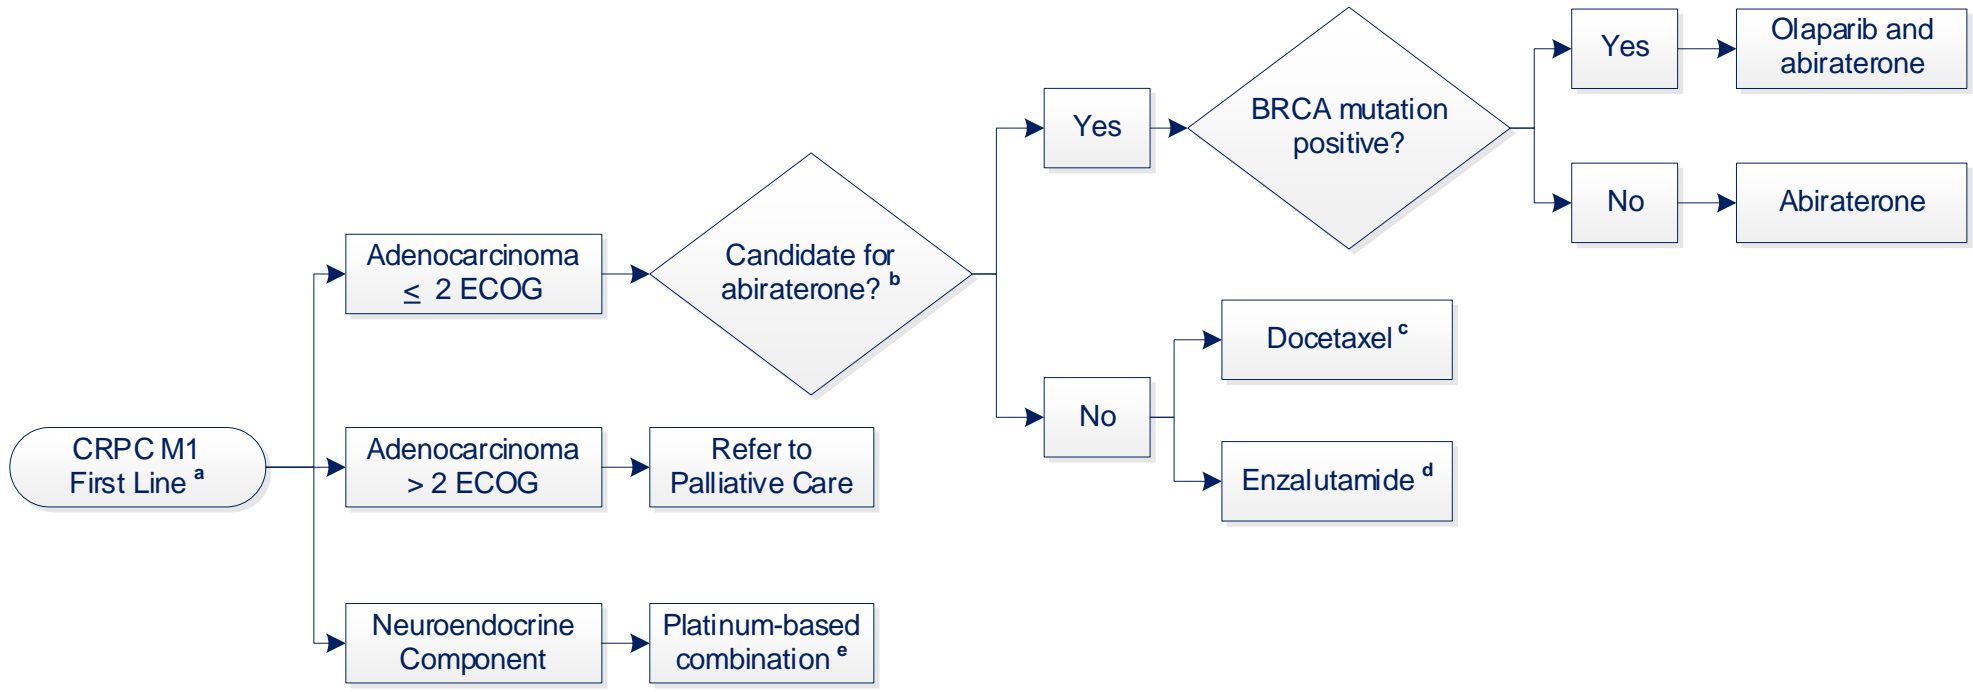 CRPC M1
First Line a
Adenocarcinoma
≤ 2 ECOG
Candidate for
abiraterone? b
Yes
BRCA mutation
positive?
Yes
Olaparib and
abiraterone
No
Abiraterone
No
Docetaxel c
Enzalutamide d
Adenocarcinoma
> 2 ECOG
Refer to
Palliative Care
Neuroendocrine
Component
Platinum-based
combination e